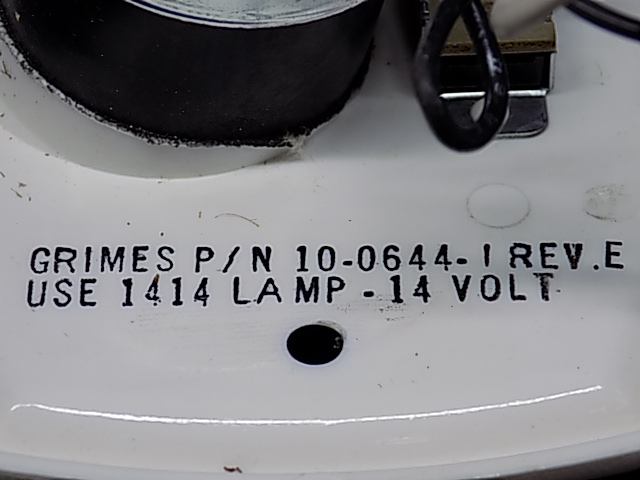 GRIMES P/N 10-0644-1 REV.E
USE 1414 LAMP - 14 VOLT